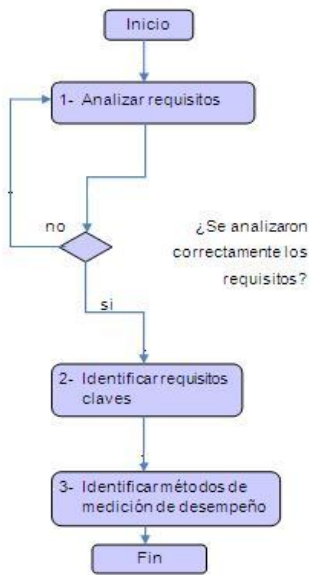 Inicio
1- Analizar requisitos
no
¿Se analizaron
correctamente los
requisitos?
si
2- Identificar requisitos
claves
3- Identificar métodos de
medición de desempeño
Fin